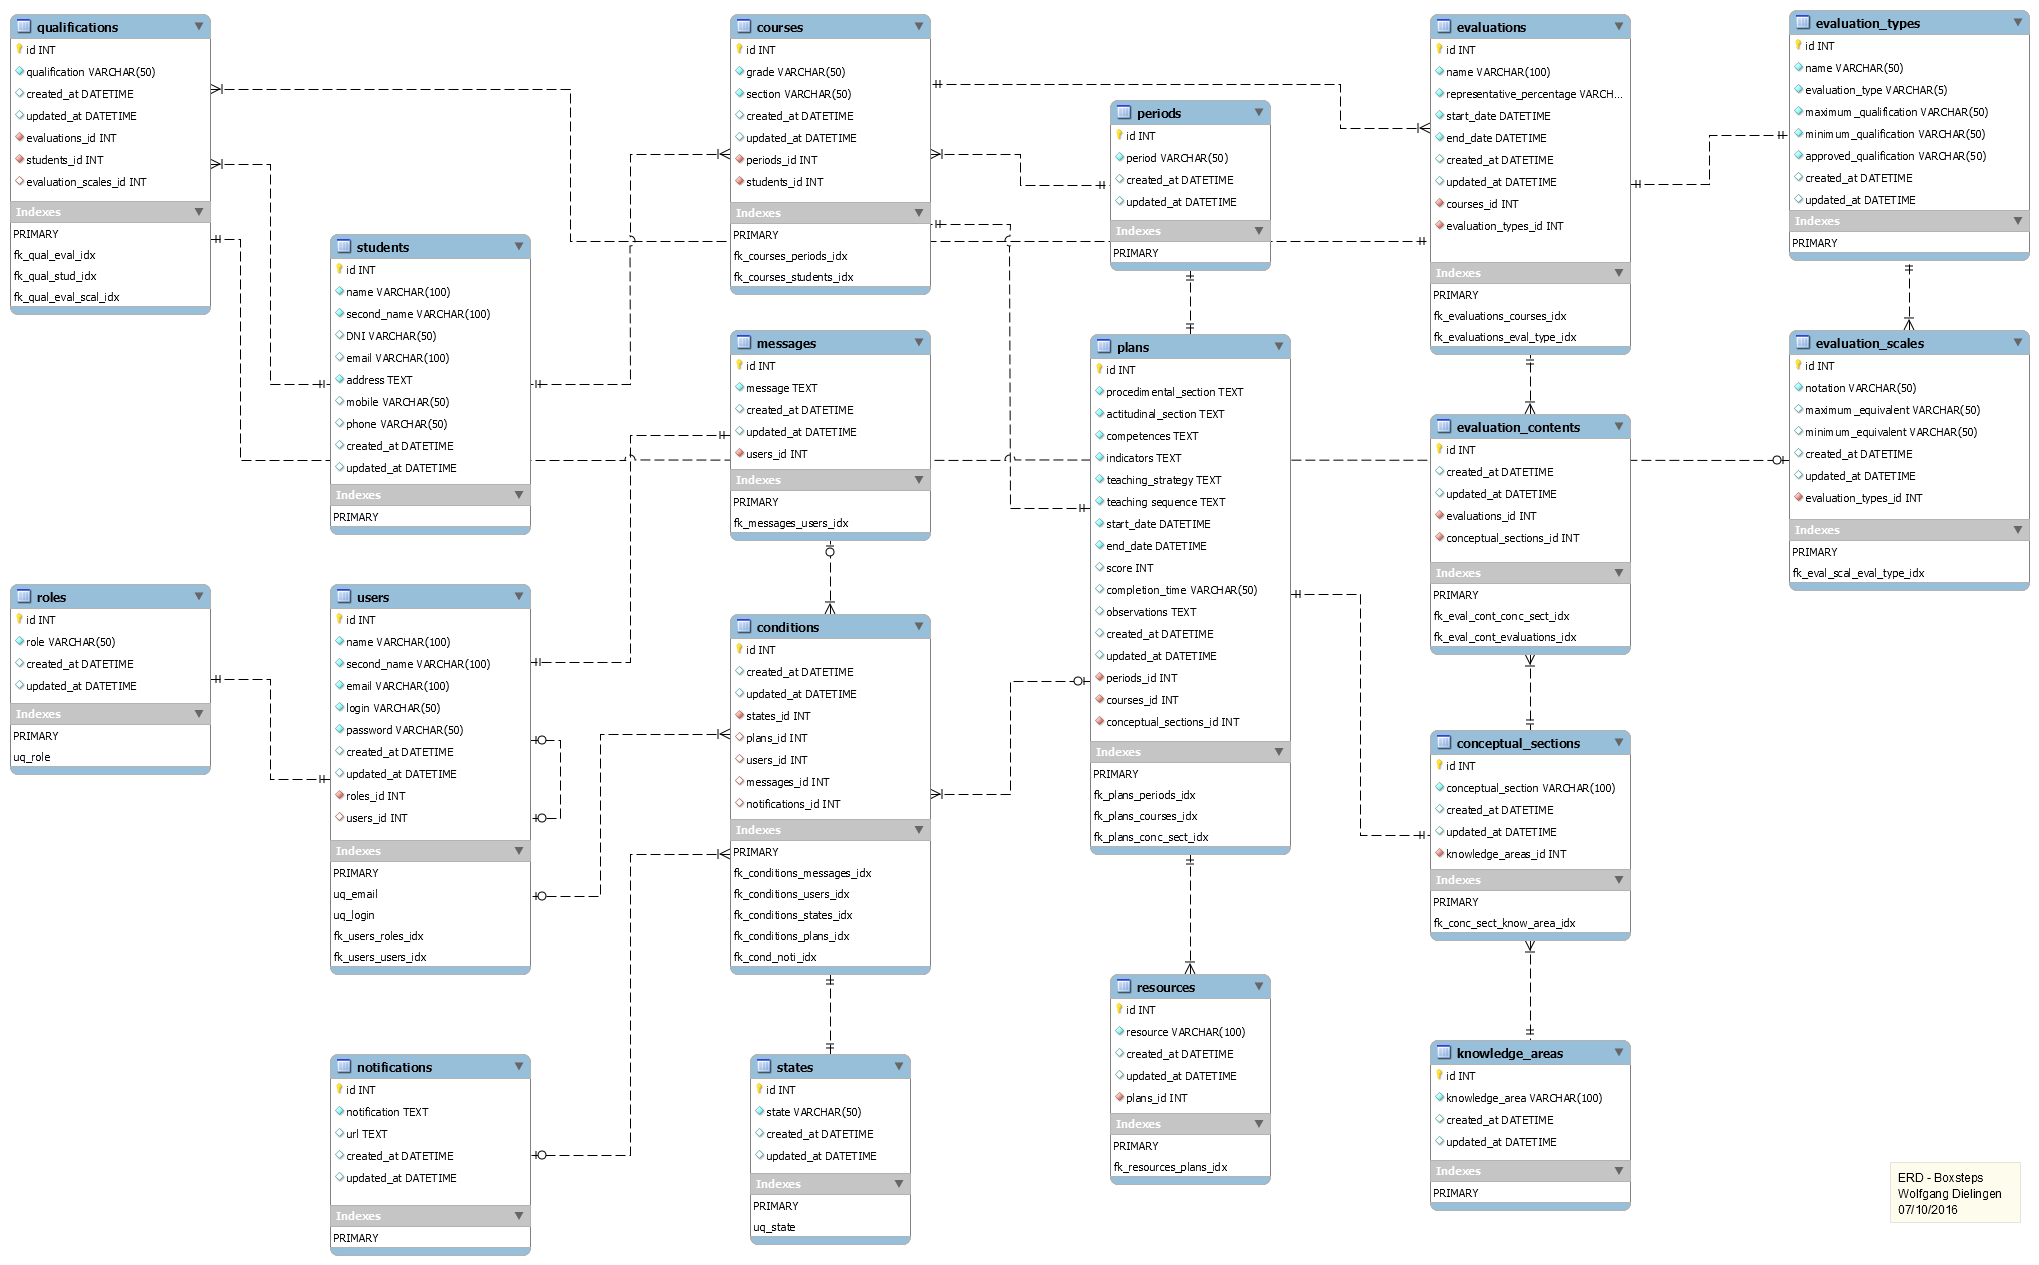 qualifications
id INT
qualification VARCHAR(50)
created_at DATETIME
updated_at DATETIME
evaluations_id INT
students_id INT
evaluation_scales_id INT
Indexes
PRIMARY
fk_qual_eval_idx
fk_qual_stud_idx
fk_qual_eval_scal_idx
students
id INT
name VARCHAR(100)
second_name VARCHAR(100)
DNI VARCHAR(50)
email VARCHAR(100)
address TEXT
mobile VARCHAR(50)
phone VARCHAR(50)
created_at DATETIME
updated_at DATETIME
Indexes
PRIMARY
courses
id INT
grade VARCHAR(50)
section VARCHAR(50)
created_at DATETIME
updated_at DATETIME
periods_id INT
students_id INT
Indexes
PRIMARY
fk_courses_periods_idx
fk_courses_students_idx
periods
id INT
period VARCHAR(50)
created_at DATETIME
updated_at DATETIME
Indexes
PRIMARY
evaluations
id INT
name VARCHAR(100)
representative_percentage VARCH...
start_date DATETIME
end_date DATETIME
created_at DATETIME
updated_at DATETIME
courses_id INT
evaluation_types_id INT
Indexes
PRIMARY
fk_evaluations_courses_idx
fk_evaluations_eval_type_idx
evaluation_types
id INT
name VARCHAR(50)
evaluation_type VARCHAR(5)
maximum_qualification VARCHAR(50)
minimum_qualification VARCHAR(50)
approved_qualification VARCHAR(50)
created_at DATETIME
updated_at DATETIME
Indexes
PRIMARY
messages
id INT
message TEXT
created_at DATETIME
updated_at DATETIME
users_id INT
Indexes
PRIMARY
fk_messages_users_idx
plans
id INT
procedimental_section TEXT
actitudinal_section TEXT
competences TEXT
indicators TEXT
teaching_strategy TEXT
teaching sequence TEXT
start_date DATETIME
end_date DATETIME
score INT
completion_time VARCHAR(50)
observations TEXT
created_at DATETIME
updated_at DATETIME
periods_id INT
courses_id INT
conceptual_sections_id INT
Indexes
PRIMARY
fk_plans_periods_idx
fk_plans_courses_idx
fk_plans_conc_sect_idx
evaluation_contents
id INT
created_at DATETIME
updated_at DATETIME
evaluations_id INT
conceptual_sections_id INT
Indexes
PRIMARY
fk_eval_cont_conc_sect_idx
fk_eval_cont_evaluations_idx
evaluation_scales
id INT
notation VARCHAR(50)
maximum_equivalent VARCHAR(50)
minimum_equivalent VARCHAR(50)
created_at DATETIME
updated_at DATETIME
evaluation_types_id INT
Indexes
PRIMARY
fk_eval_scal_eval_type_idx
roles
id INT
role VARCHAR(50)
created_at DATETIME
updated_at DATETIME
Indexes
PRIMARY
uq_role
users
id INT
name VARCHAR(100)
second_name VARCHAR(100)
email VARCHAR(100)
login VARCHAR(50)
password VARCHAR(50)
created_at DATETIME
updated_at DATETIME
roles_id INT
users_id INT
Indexes
PRIMARY
uq_email
uq_login
fk_users_roles_idx
fk_users_users_idx
conditions
id INT
created_at DATETIME
updated_at DATETIME
states_id INT
plans_id INT
users_id INT
messages_id INT
notifications_id INT
Indexes
PRIMARY
fk_conditions_messages_idx
fk_conditions_users_idx
fk_conditions_states_idx
fk_conditions_plans_idx
fk_cond_noti_idx
conceptual_sections
id INT
conceptual_section VARCHAR(100)
created_at DATETIME
updated_at DATETIME
knowledge_areas_id INT
Indexes
PRIMARY
fk_conc_sect_know_area_idx
notifications
id INT
notification TEXT
url TEXT
created_at DATETIME
updated_at DATETIME
Indexes
PRIMARY
states
id INT
state VARCHAR(50)
created_at DATETIME
updated_at DATETIME
Indexes
PRIMARY
uq_state
resources
id INT
resource VARCHAR(100)
created_at DATETIME
updated_at DATETIME
plans_id INT
Indexes
PRIMARY
fk_resources_plans_idx
knowledge_areas
id INT
knowledge_area VARCHAR(100)
created_at DATETIME
updated_at DATETIME
Indexes
PRIMARY
ERD - Boxsteps
Wolfgang Dielingen
07/10/2016